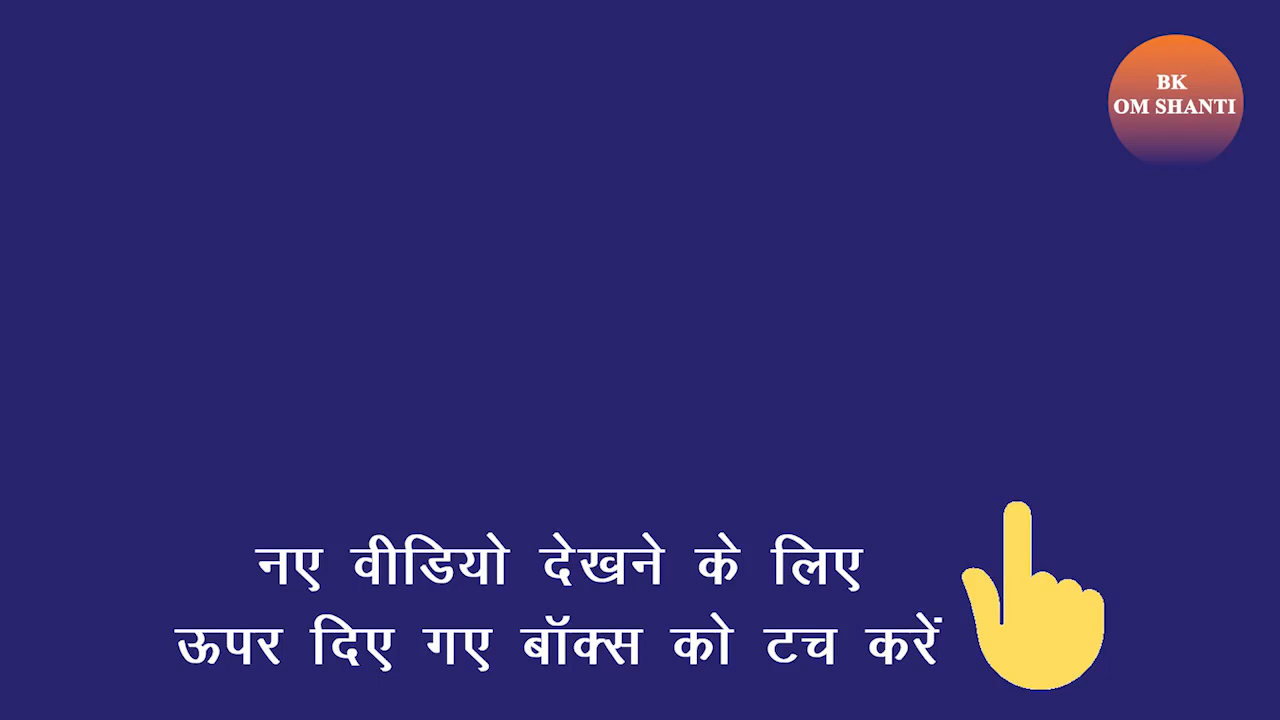 BK
OM SHANTI
नए वीडियो देखने के लिए
ऊपर दिए गए बॉक्स को टच करें